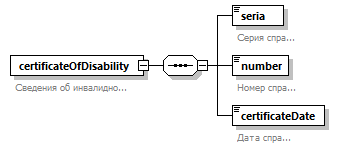 seria
Серия спра...
certificateOfDisability
Сведения об инвалидно...
number
Номер спра...
certificateDate
Дата спра...